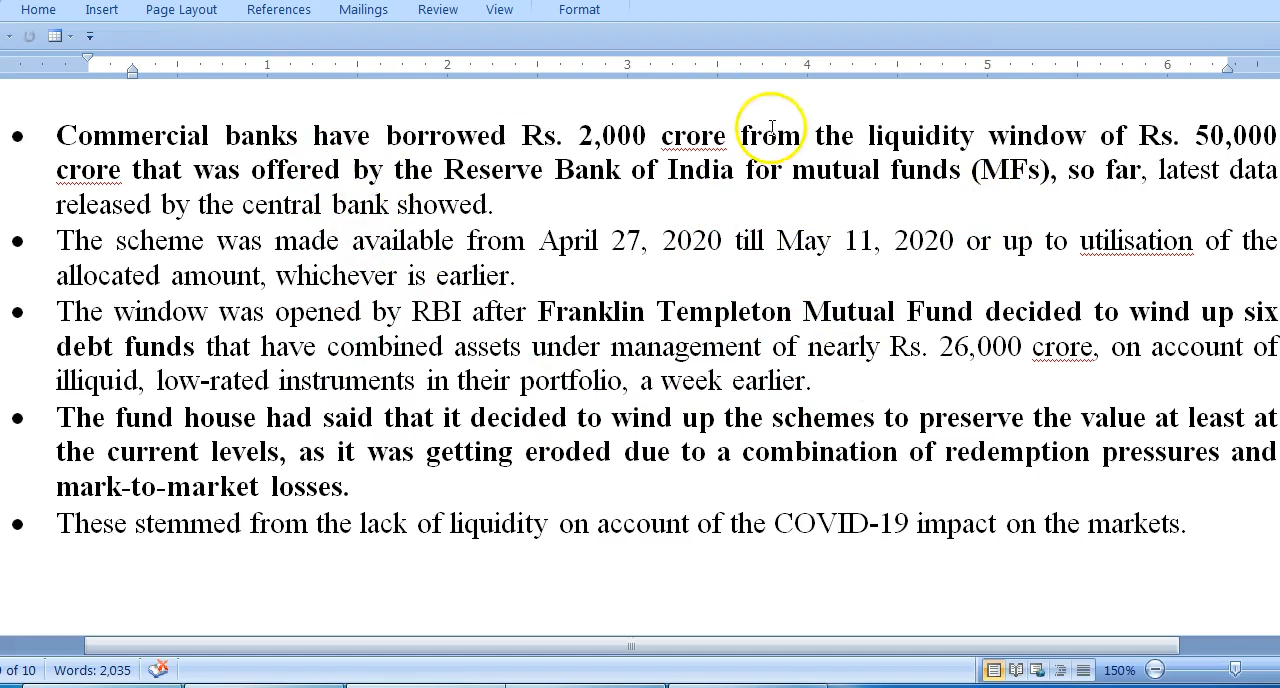 Home Insert Page Layout References Mailings Review View Format
1 2 3 4 5 6
• Commercial banks have borrowed Rs. 2,000 crore from the liquidity window of Rs. 50,000
crore that was offered by the Reserve Bank of India for mutual funds (MFs), so far, latest data
released by the central bank showed.
• The scheme was made available from April 27, 2020 till May 11, 2020 or up to utilisation of the
allocated amount, whichever is earlier.
• The window was opened by RBI after Franklin Templeton Mutual Fund decided to wind up six
debt funds that have combined assets under management of nearly Rs. 26,000 crore, on account of
illiquid, low-rated instruments in their portfolio, a week earlier.
• The fund house had said that it decided to wind up the schemes to preserve the value at least at
the current levels, as it was getting eroded due to a combination of redemption pressures and
mark-to-market losses.
• These stemmed from the lack of liquidity on account of the COVID-19 impact on the markets.
of 10 Words: 2,035 150%